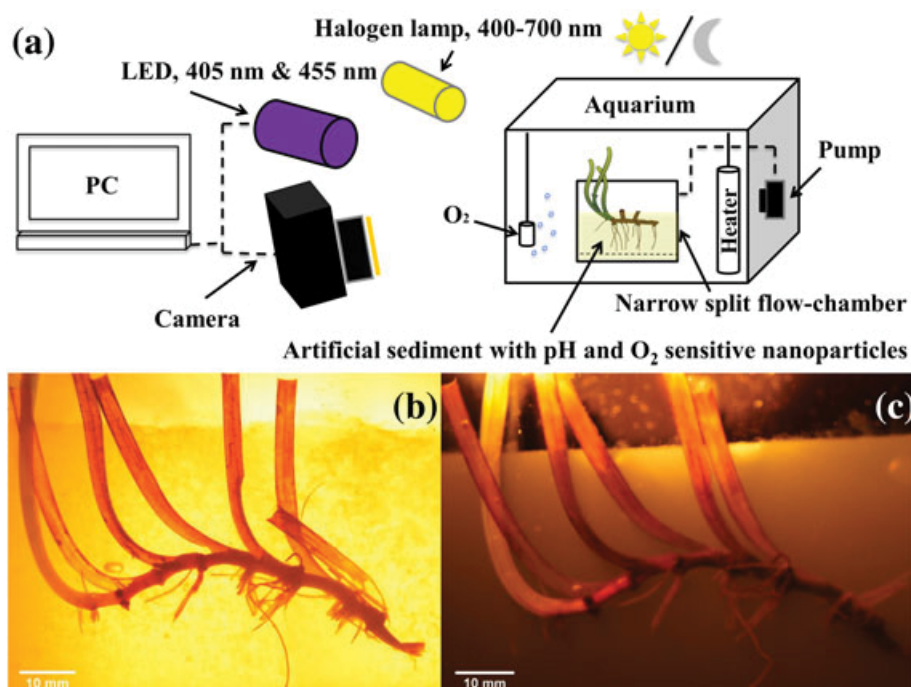 (a)
Halogen lamp, 400-700 nm
LED, 405 nm & 455 nm
Aquarium
PC
Pump
O₂
Heater
Camera
Narrow split flow-chamber
Artificial sediment with pH and O₂ sensitive nanoparticles
(b)
(c)
10 mm
10 mm